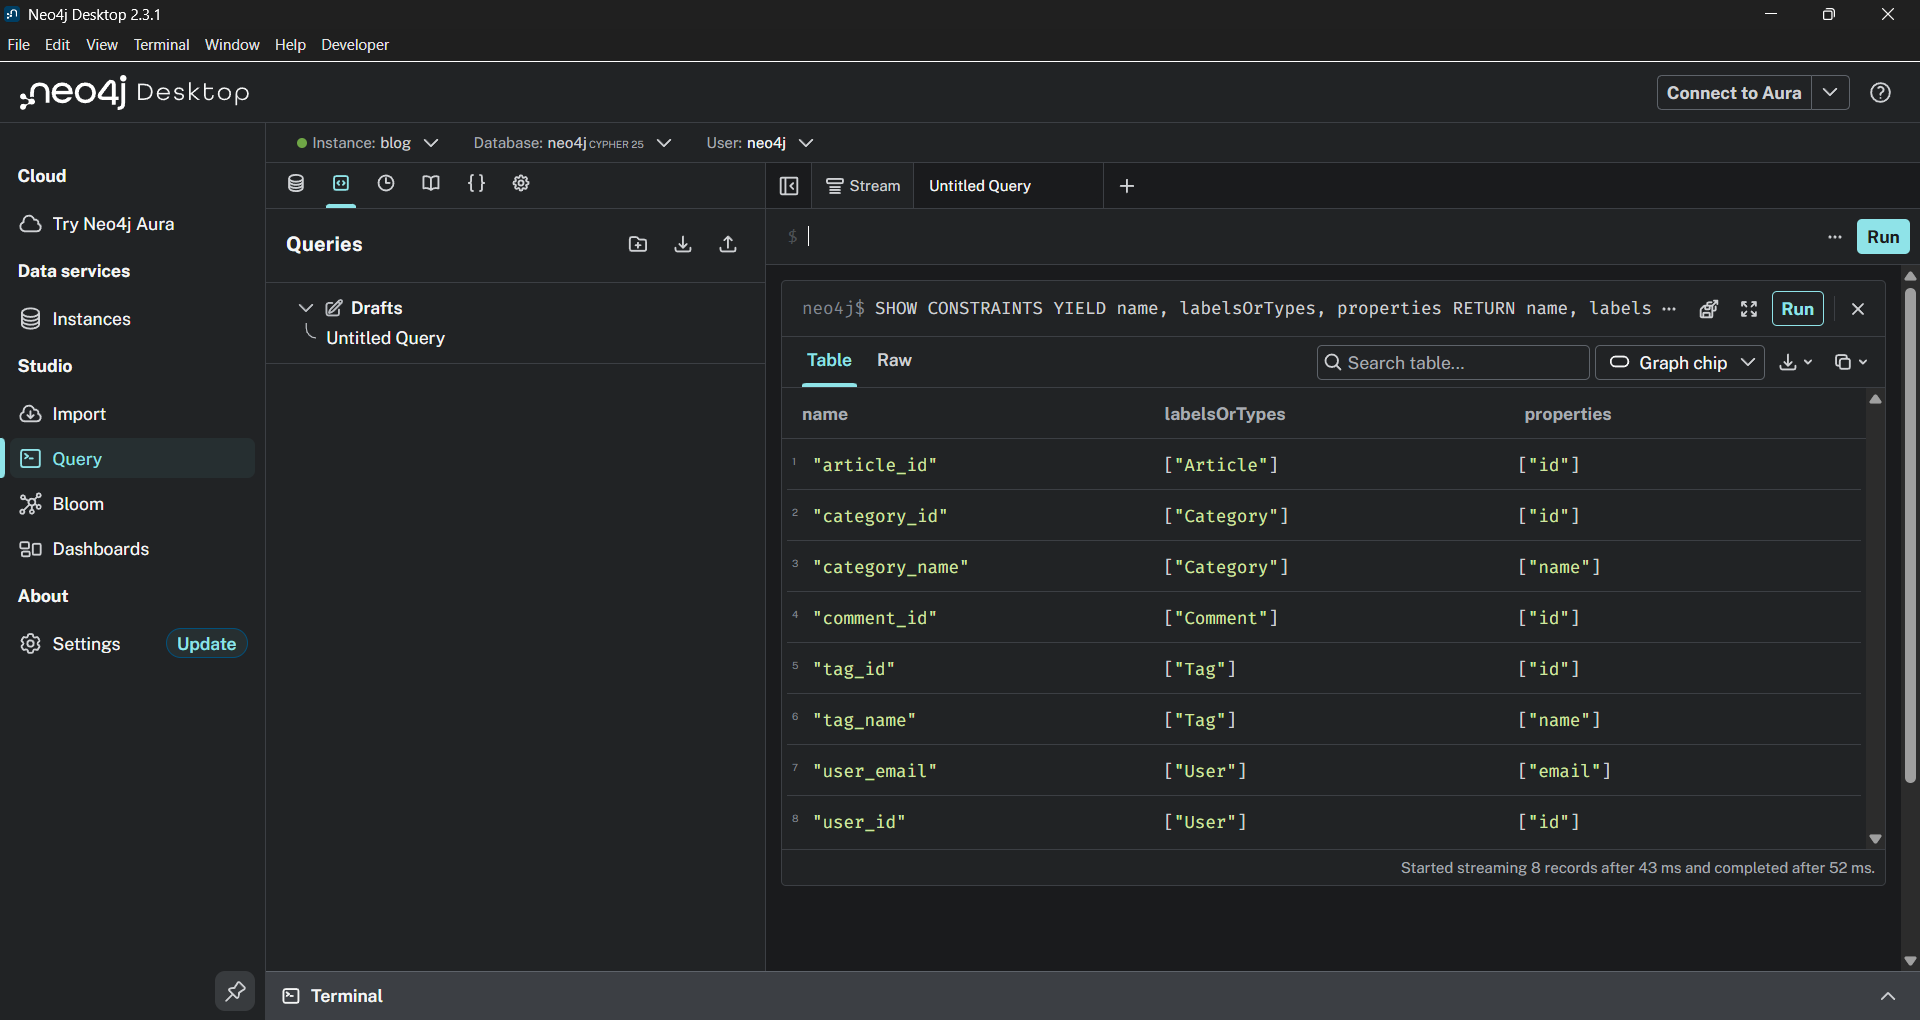 Neo4j Desktop 2.3.1
File Edit View Terminal Window Help Developer
neo4j Desktop
Connect to Aura
Instance: blog Database: neo4j CYPHER 25 User: neo4j
Cloud
Try Neo4j Aura
Data services
Instances
Studio
Import
Query
Bloom
Dashboards
About
Settings Update
Queries
Drafts
Untitled Query
Stream Untitled Query
$ ... Run
neo4j$ SHOW CONSTRAINTS YIELD name, labelsOrTypes, properties RETURN name, labels ... Run
Table Raw Search table... Graph chip
name labelsOrTypes properties
1 "article_id" ["Article"] ["id"]
2 "category_id" ["Category"] ["id"]
3 "category_name" ["Category"] ["name"]
4 "comment_id" ["Comment"] ["id"]
5 "tag_id" ["Tag"] ["id"]
6 "tag_name" ["Tag"] ["name"]
7 "user_email" ["User"] ["email"]
8 "user_id" ["User"] ["id"]
Started streaming 8 records after 43 ms and completed after 52 ms.
Terminal